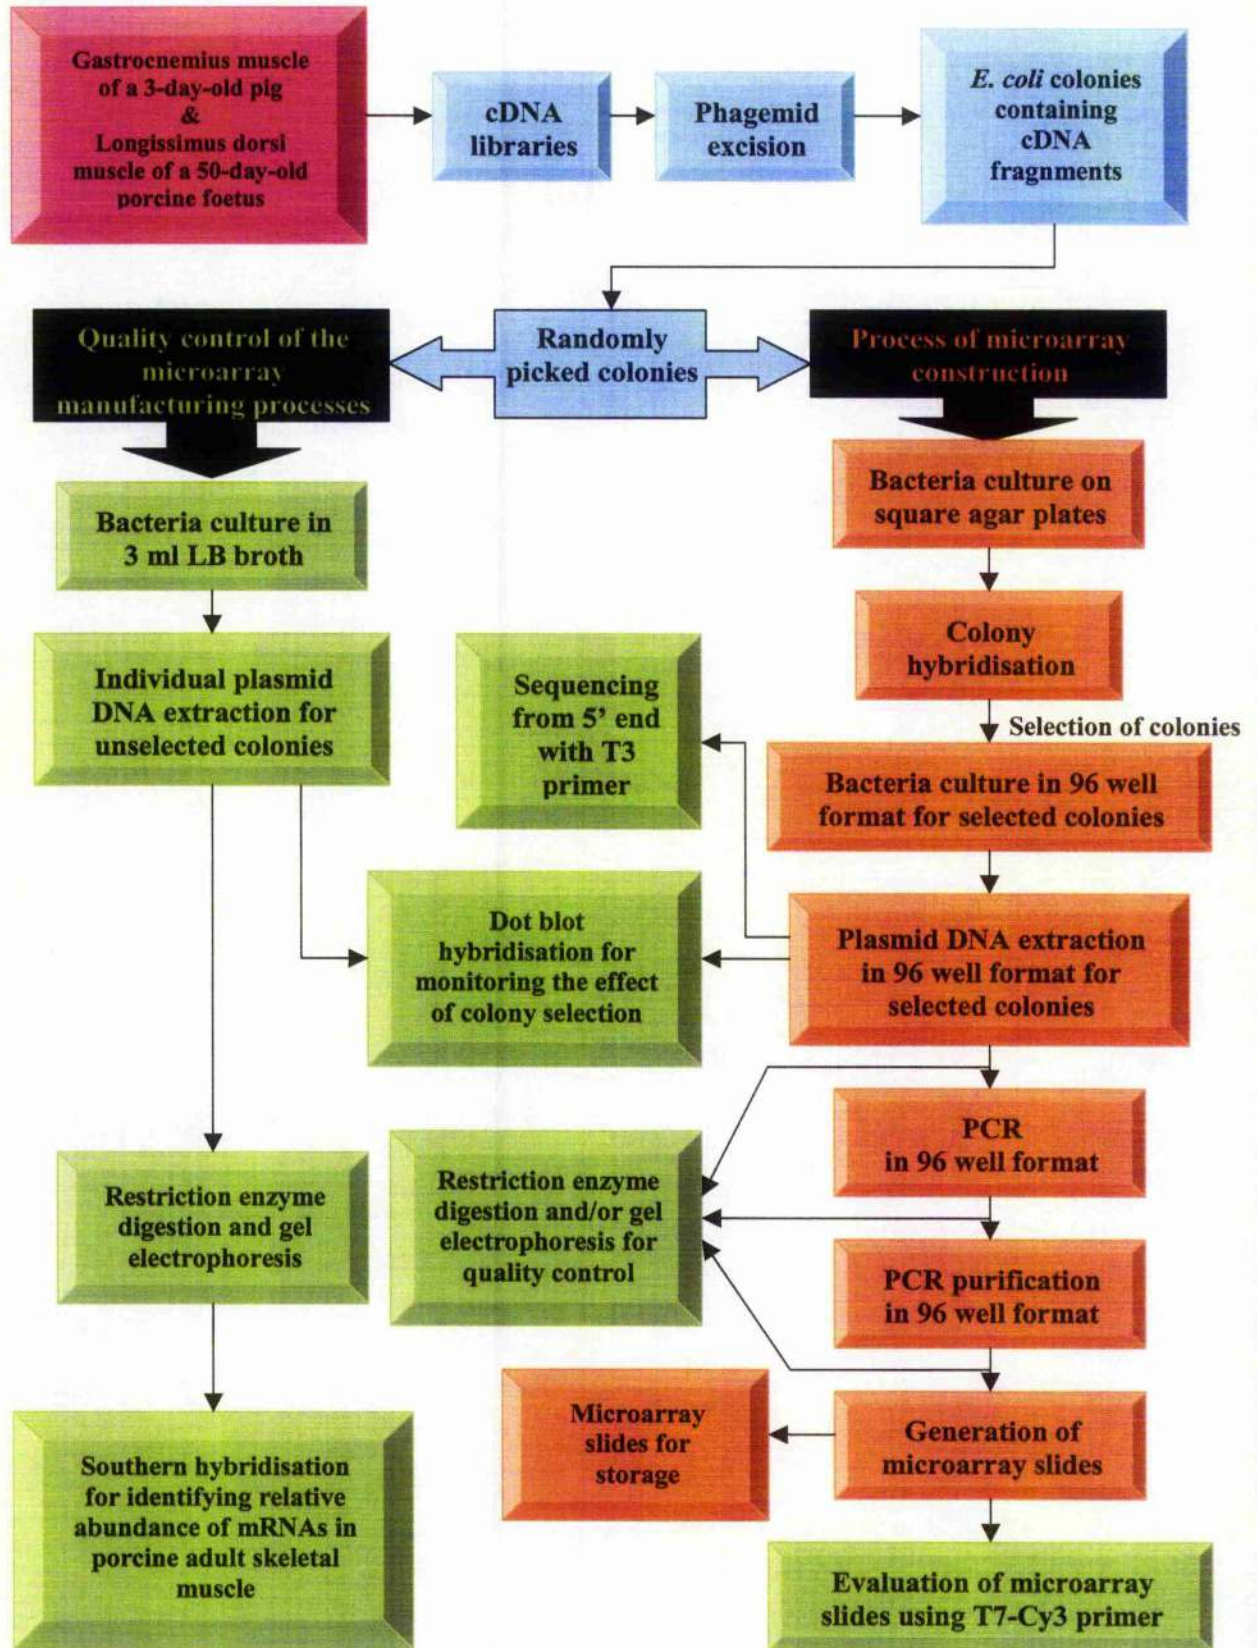 Gastrocnemius muscle
of a 3-day-old pig
&
Longissimus dorsi
muscle of a 50-day-old
porcine foetus
cDNA
libraries
Phagemid
excision
E. coli colonies
containing
cDNA
fragnments
Quality control of the
microarray
manufacturing processes
Randomly
picked colonies
Process of microarray
construction
Bacteria culture in
3 ml LB broth
Individual plasmid
DNA extraction for
unselected colonies
Bacteria culture on
square agar plates
Colony
hybridisation
Selection of colonies
Sequencing
from 5’ end
with T3
primer
Bacteria culture in 96 well
format for selected colonies
Dot blot
hybridisation for
monitoring the effect
of colony selection
Plasmid DNA extraction
in 96 well format for
selected colonies
PCR
in 96 well format
Restriction enzyme
digestion and gel
electrophoresis
Restriction enzyme
digestion and/or gel
electrophoresis for
quality control
PCR purification
in 96 well format
Microarray
slides for
storage
Generation of
microarray slides
Southern hybridisation
for identifying relative
abundance of mRNAs in
porcine adult skeletal
muscle
Evaluation of microarray
slides using T7-Cy3 primer